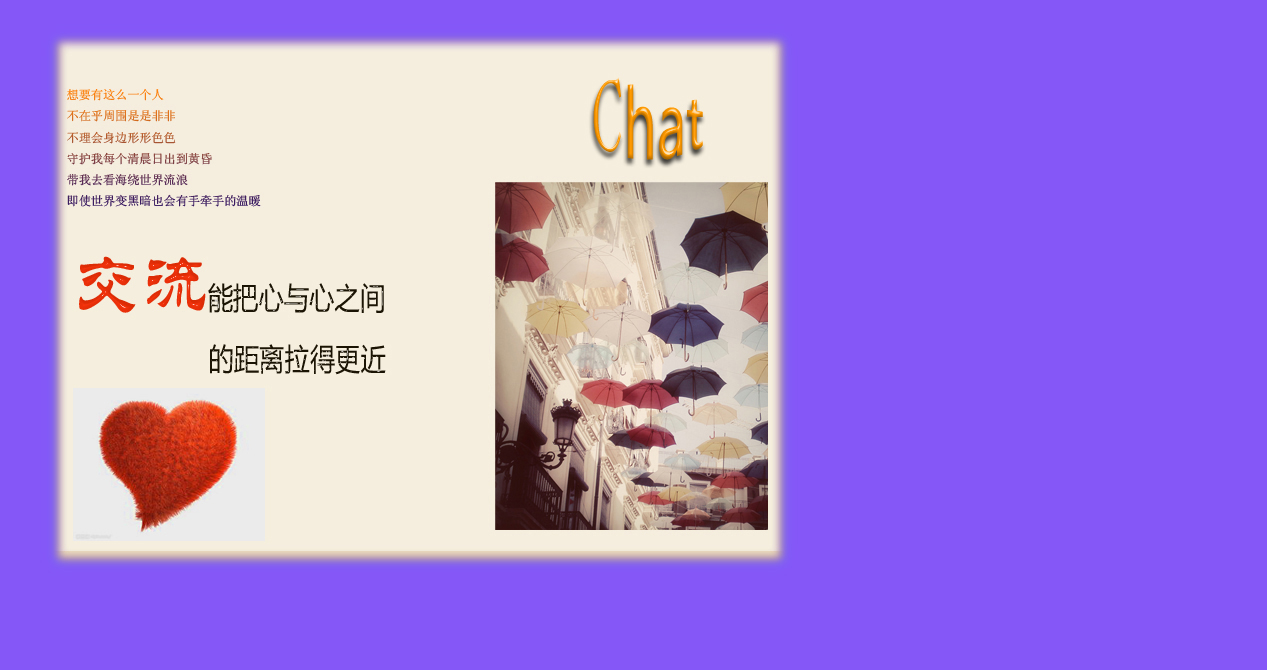 想要有这么一个人
不在乎周围是是非非
不理会身边形形色色
守护我每个清晨日出到黄昏
带我去看海绕世界流浪
即使世界变黑暗也会有手牵手的温暖
Chat
交流能把心与心之间
的距离拉得更近